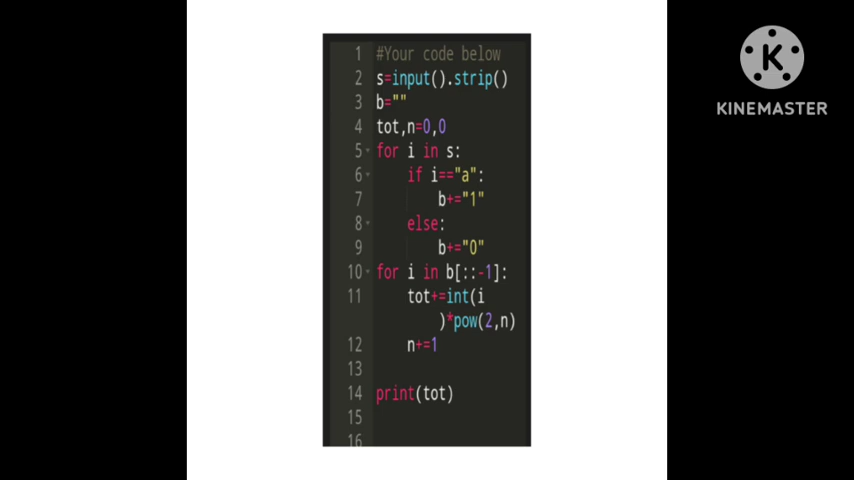 1 #Your code below
2 s=input().strip()
3 b=""
4 tot,n=0,0
5 for i in s:
6 if i=="a":
7 b+="1"
8 else:
9 b+="0"
10 for i in b[::-1]:
11 tot+=int(i
)*pow(2,n)
12 n+=1
13
14 print(tot)
15
16
K
KINEMASTER